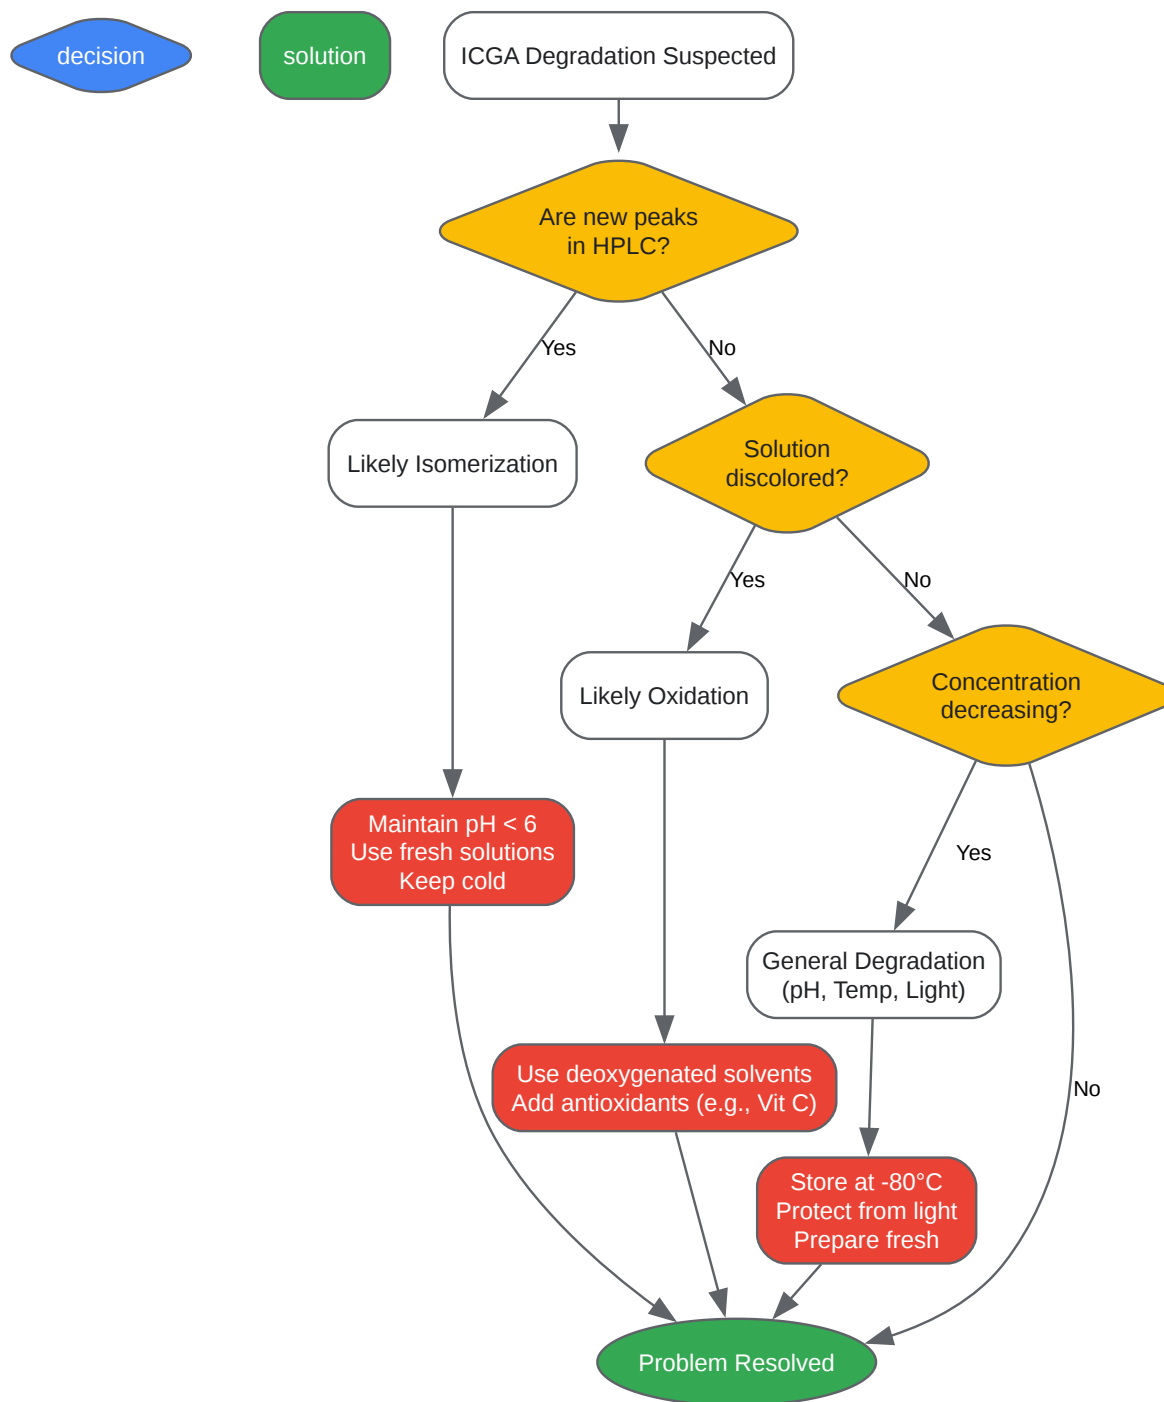 decision
solution
ICGA Degradation Suspected
Are new peaks
in HPLC?
Yes
No
Likely Isomerization
Solution
discolored?
Yes
No
Likely Oxidation
Concentration
decreasing?
Maintain pH < 6
Use fresh solutions
Keep cold
Yes
General Degradation
(pH, Temp, Light)
Use deoxygenated solvents
Add antioxidants (e.g., Vit C)
No
Store at -80°C
Protect from light
Prepare fresh
Problem Resolved